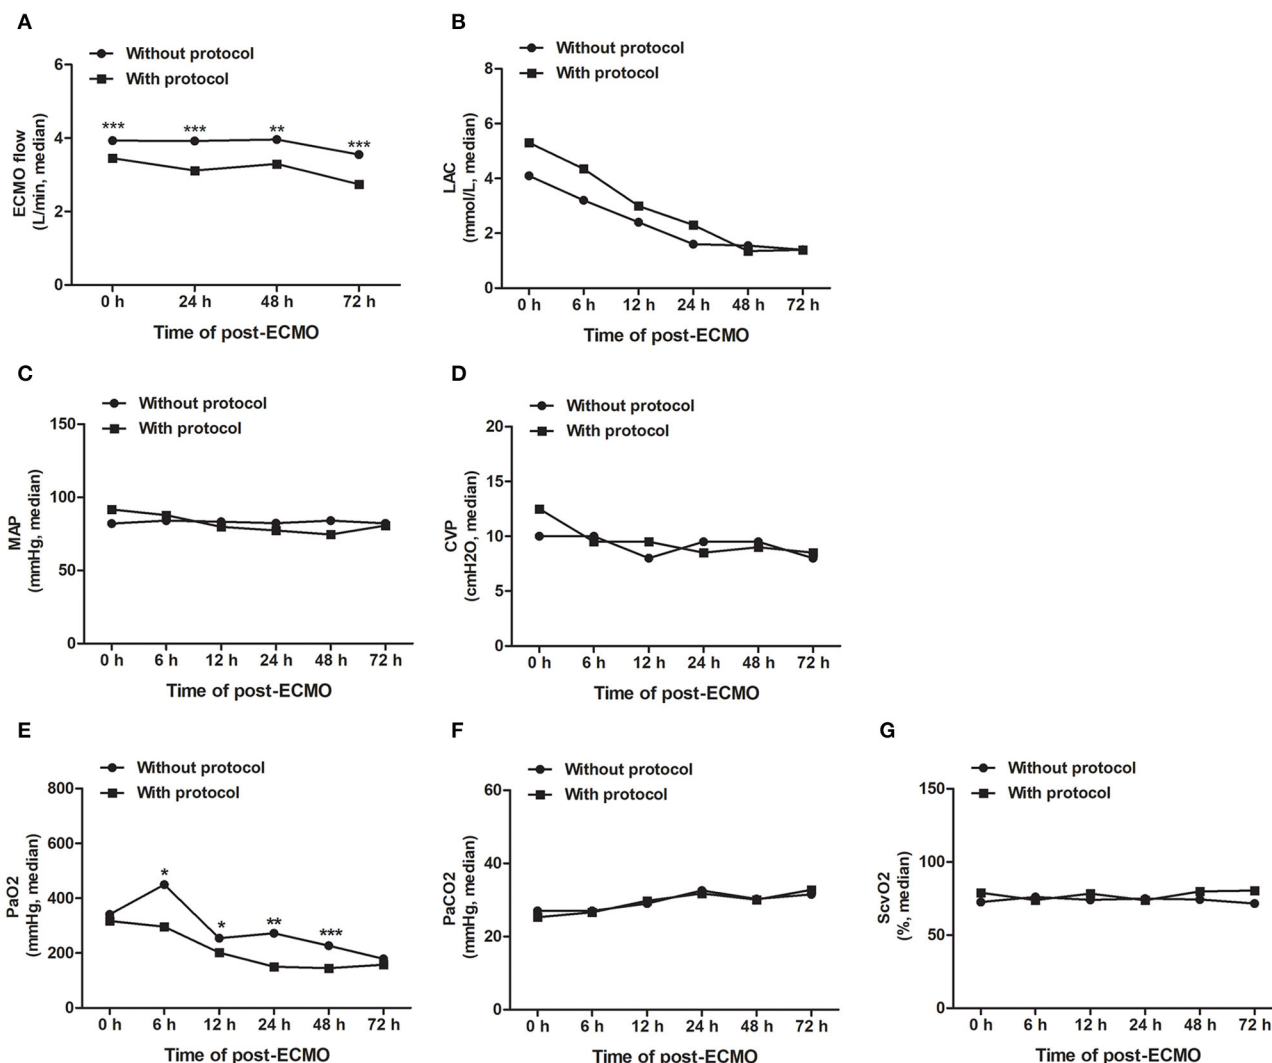 A
Without protocol
With protocol
ECMO flow
(L/min, median)
6
4
2
0
***
***
**
***
0 h 24 h 48 h 72 h
Time of post-ECMO
B
Without protocol
With protocol
LAC
(mmol/L, median)
8
6
4
2
0
0 h 6 h 12 h 24 h 48 h 72 h
Time of post-ECMO
C
Without protocol
With protocol
MAP
(mmHg, median)
150
100
50
0
0 h 6 h 12 h 24 h 48 h 72 h
Time of post-ECMO
D
Without protocol
With protocol
CVP
(cmH2O, median)
20
15
10
5
0
0 h 6 h 12 h 24 h 48 h 72 h
Time of post-ECMO
E
Without protocol
With protocol
PaO2
(mmHg, median)
800
600
400
200
0
*
*
**
***
0 h 6 h 12 h 24 h 48 h 72 h
Time of post-ECMO
F
Without protocol
With protocol
PaCO2
(mmHg, median)
60
40
20
0
0 h 6 h 12 h 24 h 48 h 72 h
Time of post-ECMO
G
Without protocol
With protocol
ScvO2
(%, median)
150
100
50
0
0 h 6 h 12 h 24 h 48 h 72 h
Time of post-ECMO